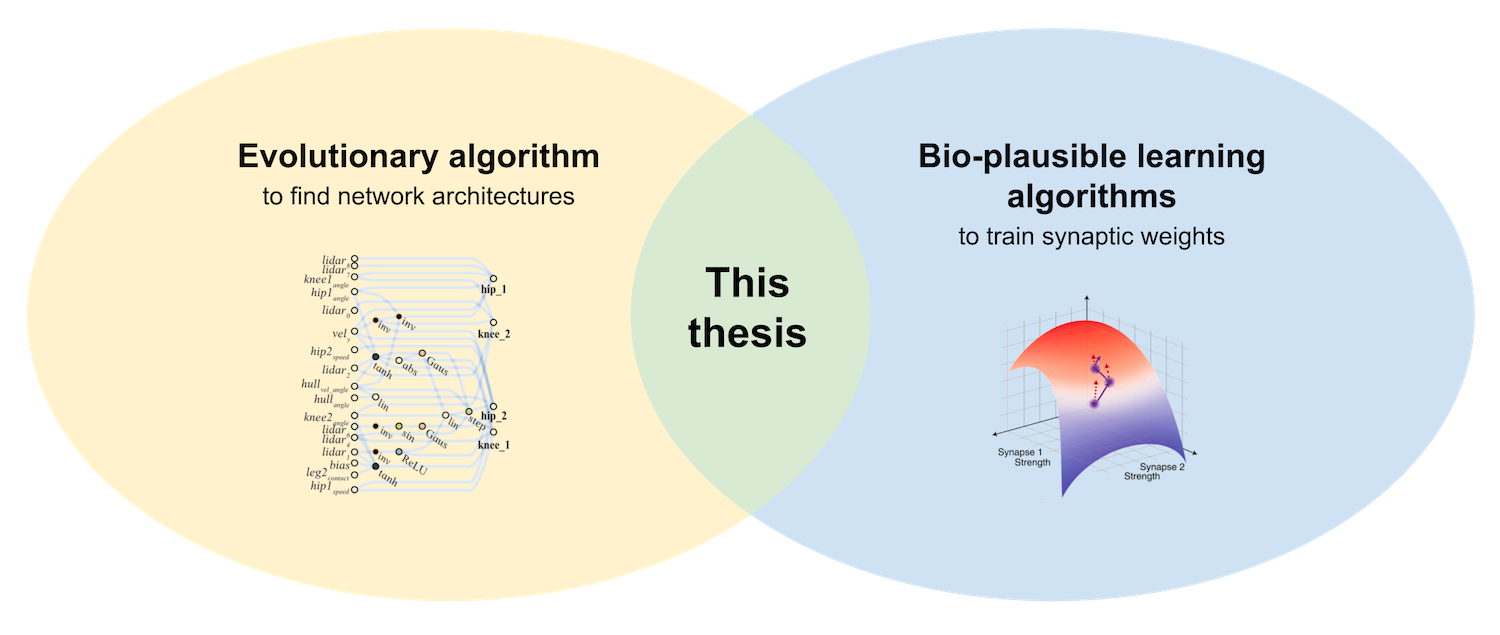 Evolutionary algorithm
to find network architectures
lidar
lidar 7
knee1 angle
hip1 angle
lidar 0
vel y
hip2 speed
lidar 2
hull vel_angle
hull angle
knee2 angle
lidar 6
lidar 4
lidar 1
bias
leg2 contact
hip1 speed
inv
inv
tanh
abs
Gaus
lin
lin
step
inv
sin
Gaus
inv
ReLU
tanh
hip_1
knee_2
hip_2
knee_1
This
thesis
Bio-plausible learning
algorithms
to train synaptic weights
Synapse 1
Strength
Synapse 2
Strength